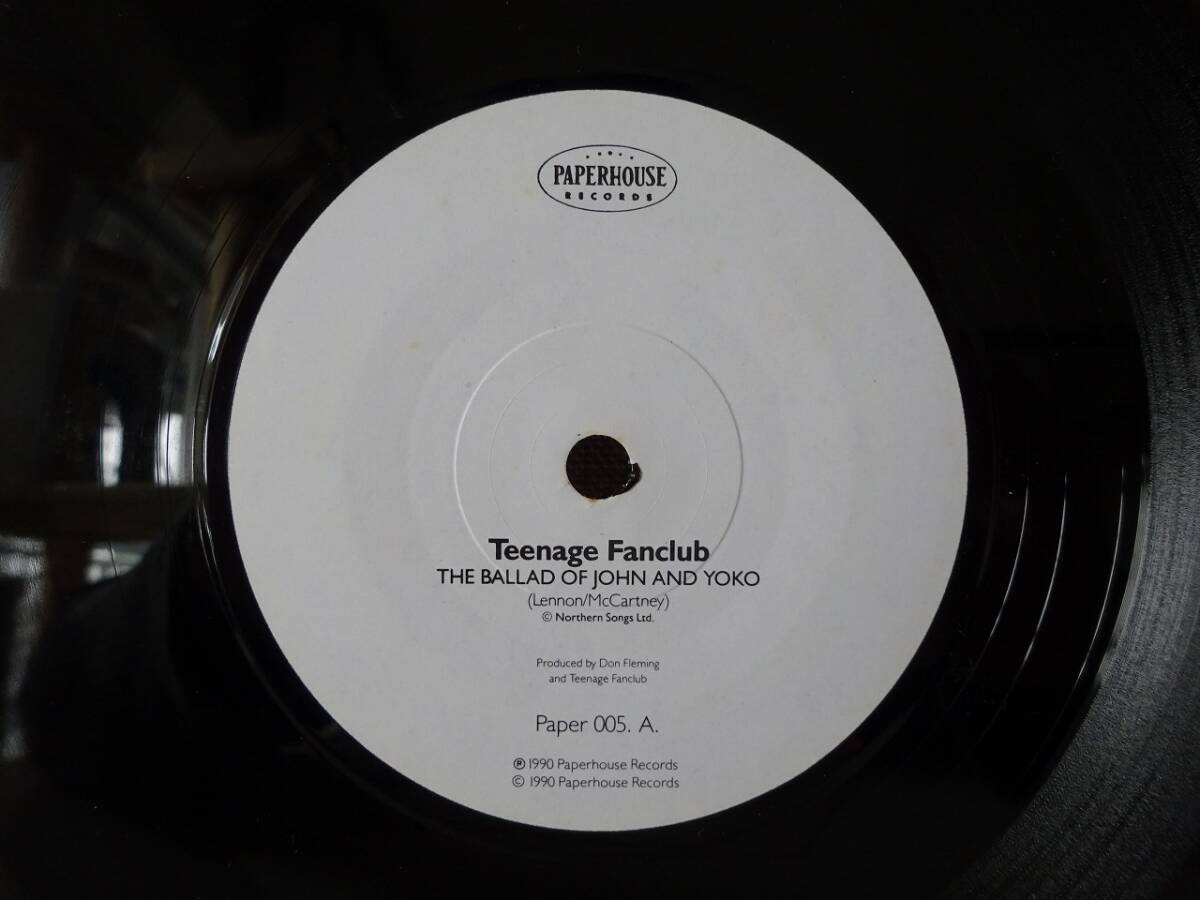 PAPERHOUSE
RECORDS
Teenage Fanclub
THE BALLAD OF JOHN AND YOKO
(Lennon/McCartney)
© Northern Songs Ltd.
Produced by Don Fleming
and Teenage Fanclub
Paper 005. A.
℗ 1990 Paperhouse Records
© 1990 Paperhouse Records